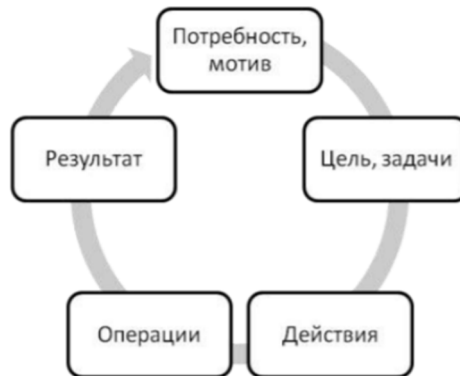 Потребность,
мотив
Цель, задачи
Действия
Операции
Результат